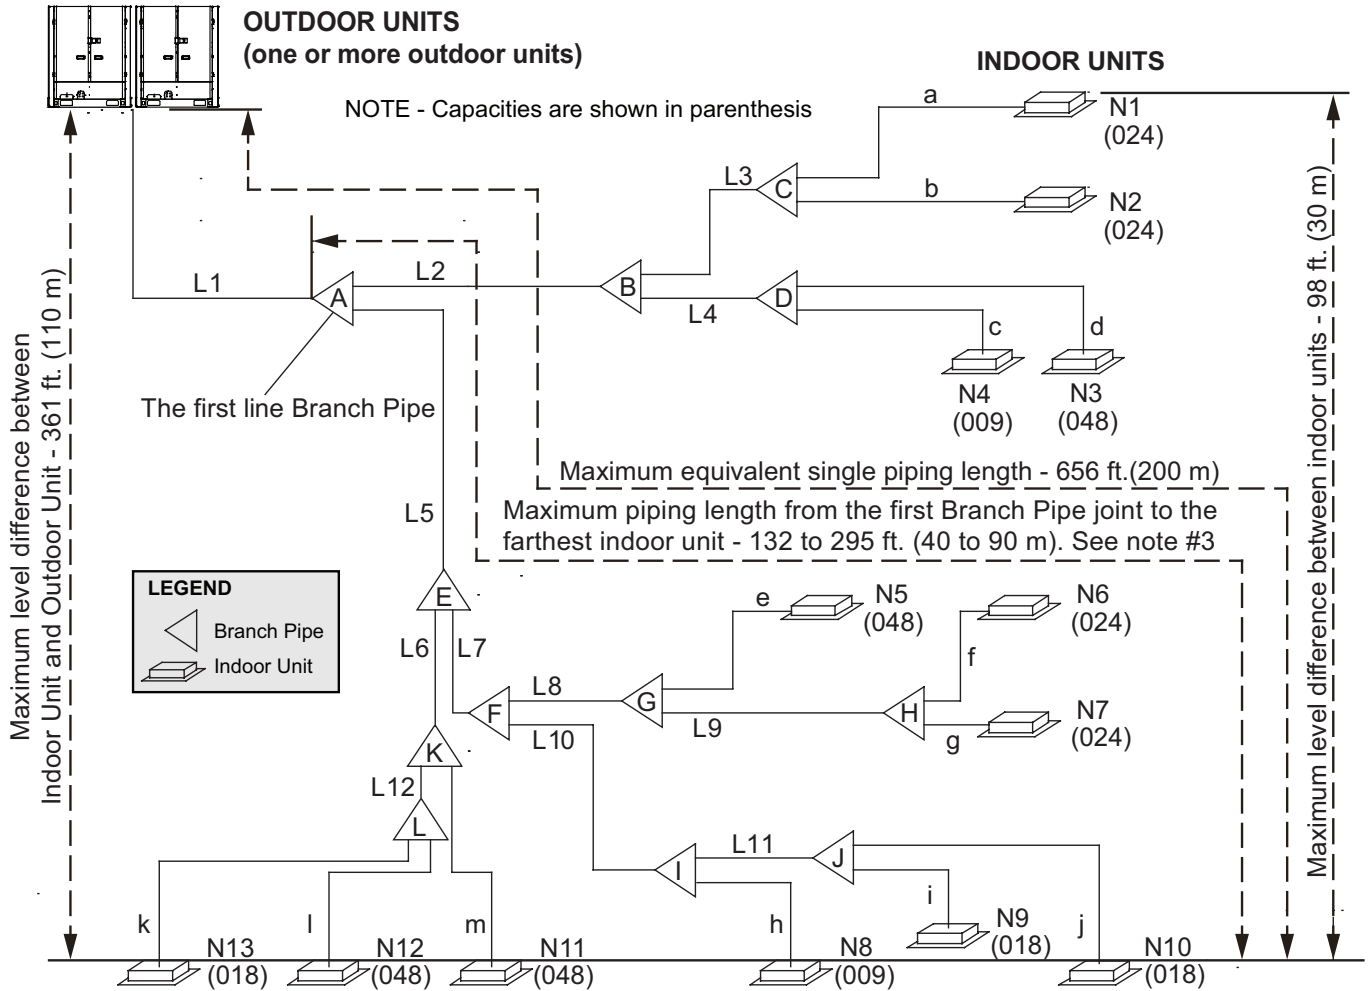 OUTDOOR UNITS
(one or more outdoor units)
INDOOR UNITS
NOTE - Capacities are shown in parenthesis
a
N1
(024)
L3
C
b
N2
(024)
L1
A
L2
B
L4
D
c
d
N4
(009)
N3
(048)
The first line Branch Pipe
Maximum level difference between
Indoor Unit and Outdoor Unit - 361 ft. (110 m)
Maximum level difference between indoor units - 98 ft. (30 m)
Maximum equivalent single piping length - 656 ft.(200 m)
Maximum piping length from the first Branch Pipe joint to the
farthest indoor unit - 132 to 295 ft. (40 to 90 m). See note #3
L5
LEGEND
Branch Pipe
Indoor Unit
E
L6
L7
e
N5
(048)
N6
(024)
f
F
L8
G
L9
H
N7
(024)
g
L10
K
L12
L
L11
I
J
k
l
m
h
i
j
N13
(018)
N12
(048)
N11
(048)
N8
(009)
N9
(018)
N10
(018)